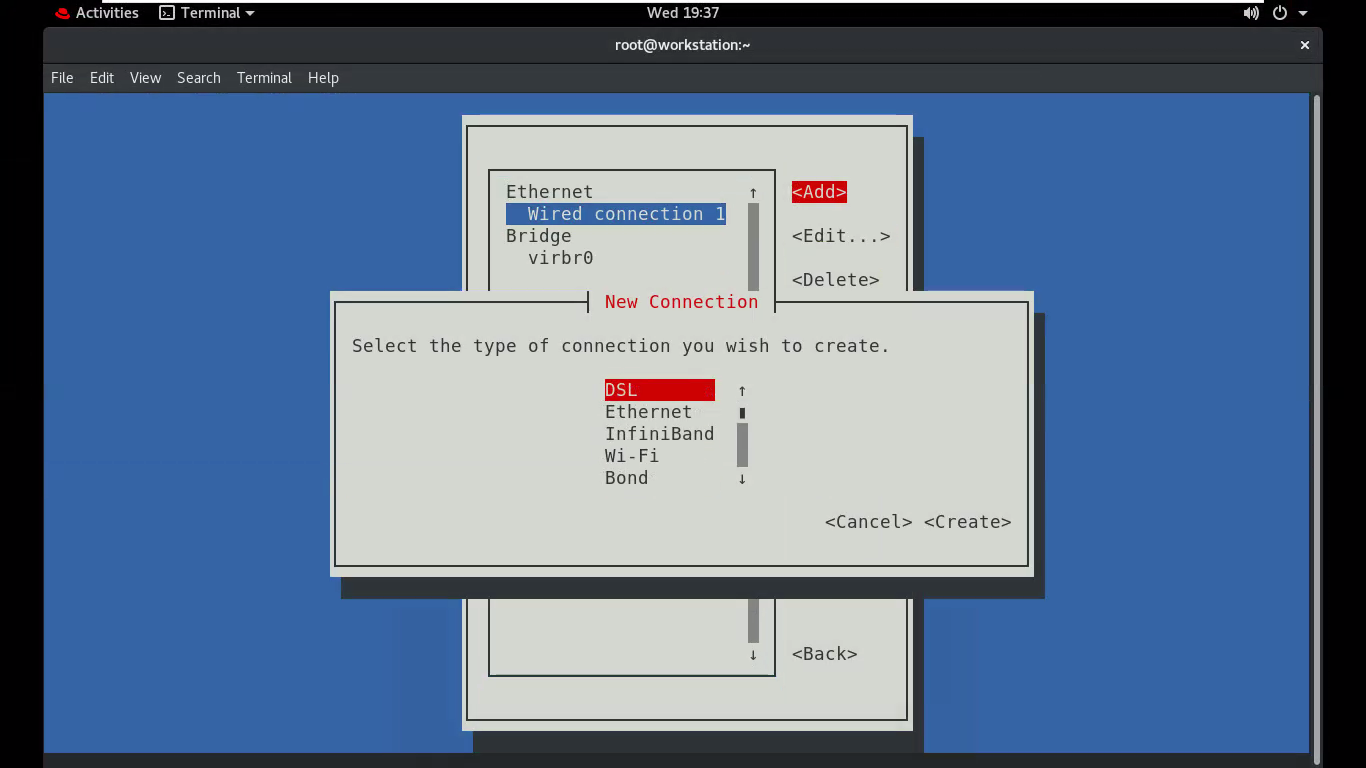 Activities Terminal Wed 19:37
root@workstation:~ ×
File Edit View Search Terminal Help
Ethernet ↑ <Add>
Wired connection 1
Bridge <Edit...>
virbr0
<Delete>
New Connection
Select the type of connection you wish to create.
DSL ↑
Ethernet
InfiniBand
Wi-Fi
Bond ↓
<Cancel> <Create>
↓ <Back>